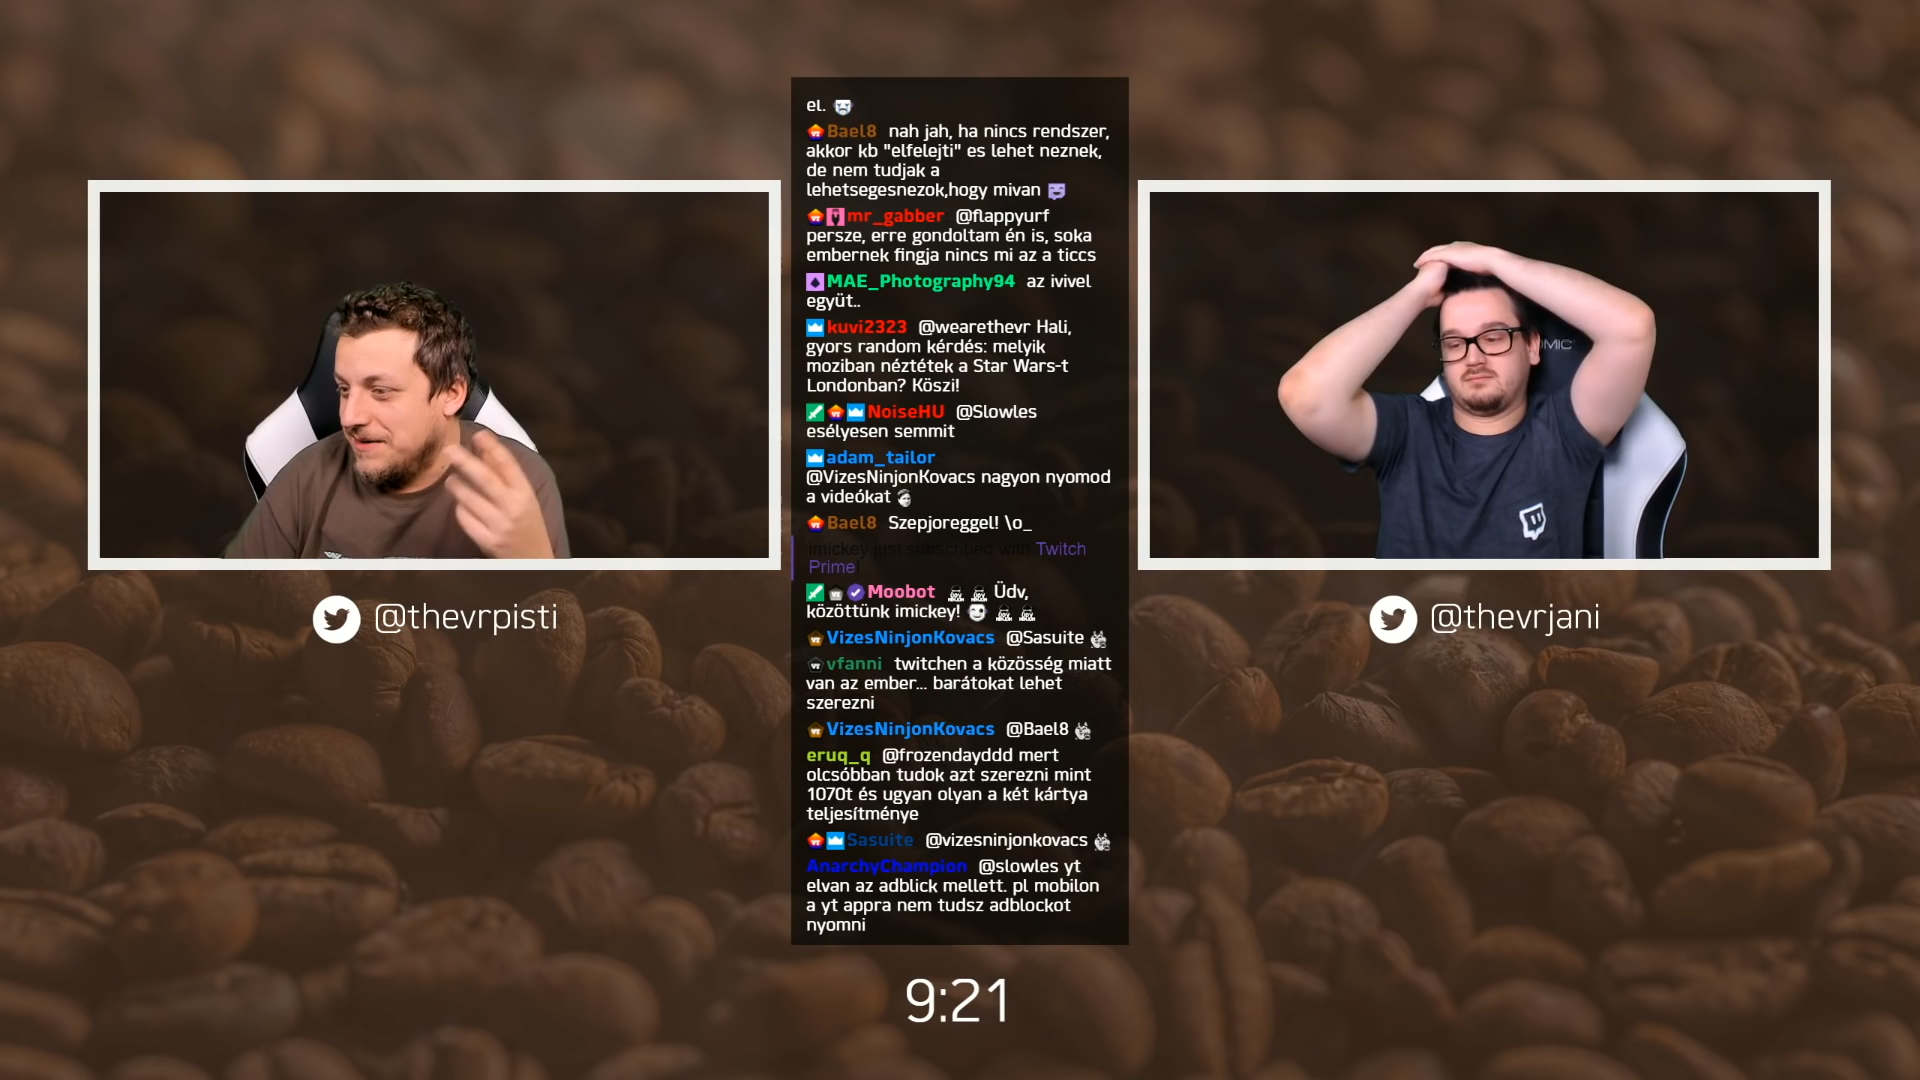 el.
Bael8 nah jah, ha nincs rendszer,
akkor kb "elfelejti" es lehet neznek,
de nem tudjak a
lehetsegesnezok,hogy mivan
mr_gabber @flappyurf
persze, erre gondoltam én is, soka
embernek fingja nincs mi az a ticcs
MAE_Photography94 az ivivel
együt..
kuvi2323 @wearethevr Hali,
gyors random kérdés: melyik
moziban néztétek a Star Wars-t
Londonban? Köszi!
NoiseHU @Slowles
esélyesen semmit
adam_tailor
@VizesNinjonKovacs nagyon nyomod
a videókat
Bael8 Szepjoreggel! \o_
imickey just subscribed with Twitch
Prime!
Moobot Üdv,
közöttünk imickey!
VizesNinjonKovacs @Sasuite
vfanni twitchen a közösség miatt
van az ember... barátokat lehet
szerezni
VizesNinjonKovacs @Bael8
eruq_q @frozendayddd mert
olcsóbban tudok azt szerezni mint
1070t és ugyan olyan a két kártya
teljesítménye
Sasuite @vizesninjonkovacs
AnarchyChampion @slowles yt
elvan az adblick mellett. pl mobilon
a yt appra nem tudsz adblockot
nyomni
@thevrpisti
@thevrjani
9:21